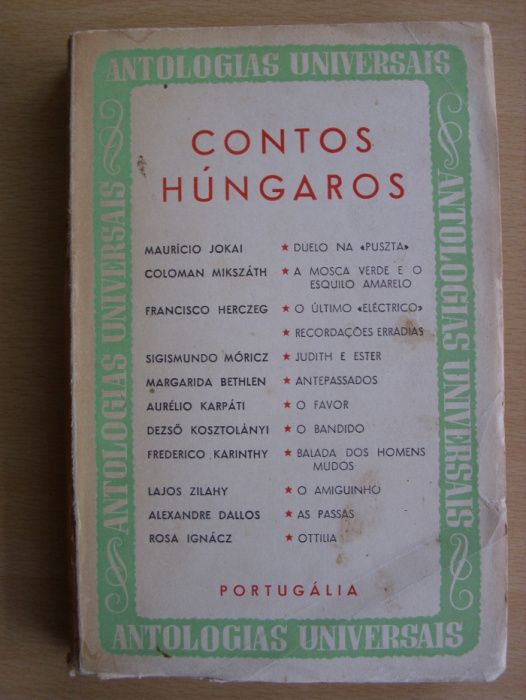 ANTOLOGIAS UNIVERSAIS
ANTOLOGIAS UNIVERSAIS
ANTOLOGIAS UNIVERSAIS
CONTOS
HÚNGAROS
MAURÍCIO JOKAI ★ DUELO NA «PUSZTA»
COLOMAN MIKSZÁTH ★ A MOSCA VERDE E O
ESQUILO AMARELO
FRANCISCO HERCZEG ★ O ÚLTIMO «ELÉCTRICO»
★ RECORDAÇÕES ERRADIAS
SIGISMUNDO MÓRICZ ★ JUDITH E ESTER
MARGARIDA BETHLEN ★ ANTEPASSADOS
AURÉLIO KARPÁTI ★ O FAVOR
DEZSŐ KOSZTOLÁNYI ★ O BANDIDO
FREDERICO KARINTHY ★ BALADA DOS HOMENS
MUDOS
LAJOS ZILAHY ★ O AMIGUINHO
ALEXANDRE DALLOS ★ AS PASSAS
ROSA IGNÁCZ ★ OTTILIA
PORTUGÁLIA
ANTOLOGIAS UNIVERSAIS